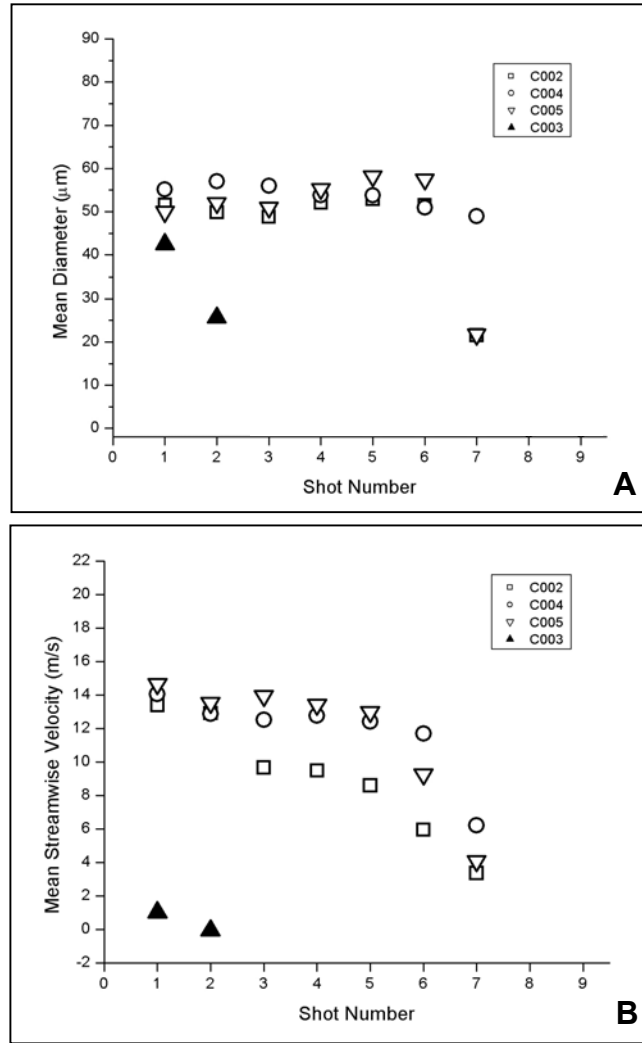 90
80
70
60
50
40
30
20
10
0
Mean Diameter (μm)
C002
C004
C005
C003
0 1 2 3 4 5 6 7 8 9
Shot Number
A
22
20
18
16
14
12
10
8
6
4
2
0
-2
Mean Streamwise Velocity (m/s)
C002
C004
C005
C003
0 1 2 3 4 5 6 7 8 9
Shot Number
B